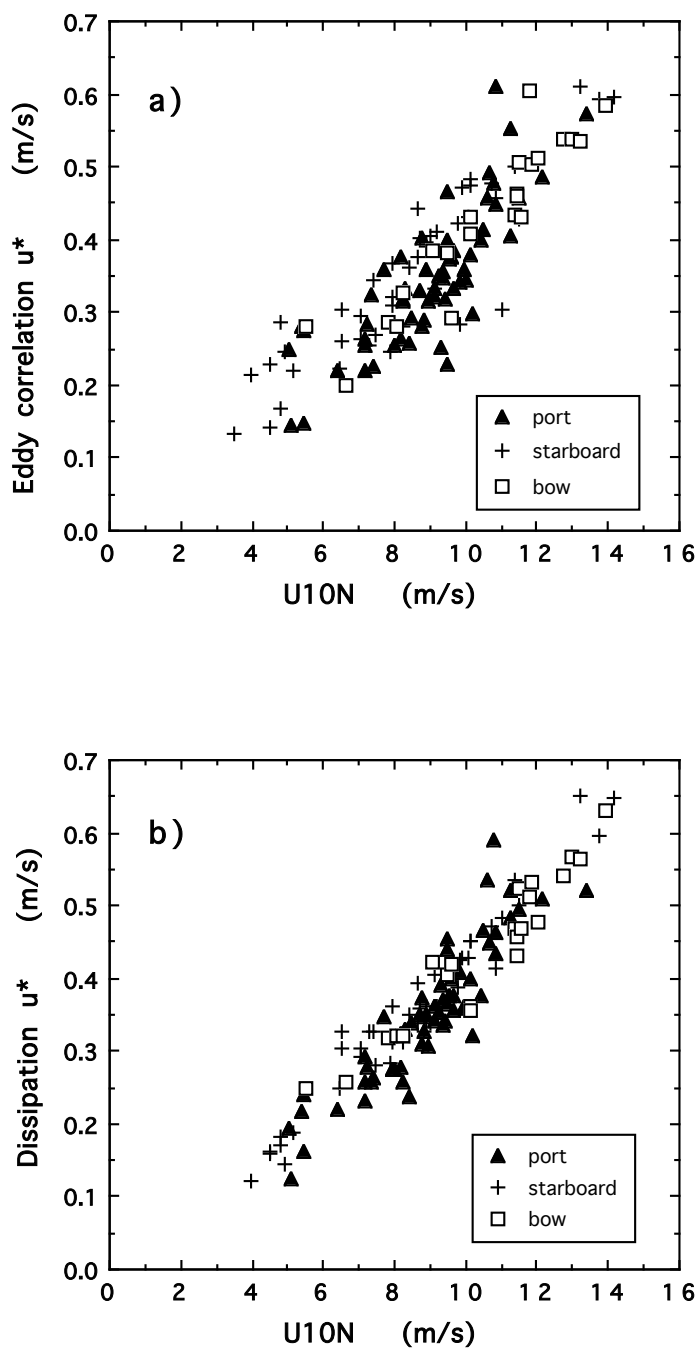 0.7
0.6
0.5
0.4
0.3
0.2
0.1
0.0
Eddy correlation u* (m/s)
a)
port
starboard
bow
0 2 4 6 8 10 12 14 16
U10N (m/s)
0.7
0.6
0.5
0.4
0.3
0.2
0.1
0.0
Dissipation u* (m/s)
b)
port
starboard
bow
0 2 4 6 8 10 12 14 16
U10N (m/s)